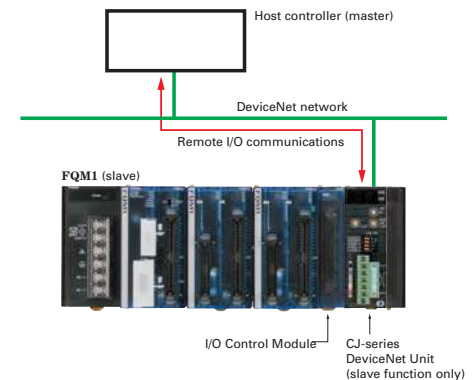 Host controller (master)
DeviceNet network
Remote I/O communications
FQM1 (slave)
I/O Control Module
CJ-series
DeviceNet Unit
(slave function only)